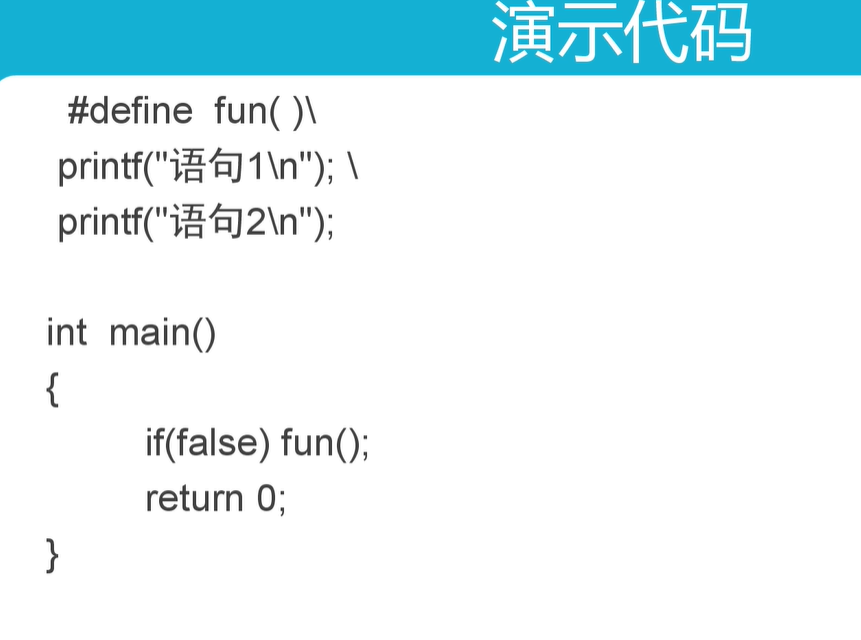 演示代码
#define  fun( )\
printf("语句1\n"); \
printf("语句2\n");
int  main()
{
if(false) fun();
return 0;
}